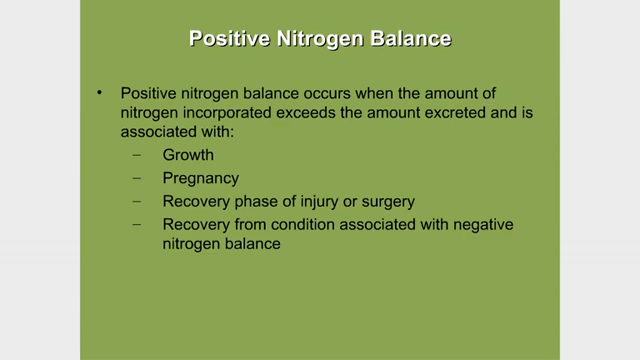 Positive Nitrogen Balance
• Positive nitrogen balance occurs when the amount of
nitrogen incorporated exceeds the amount excreted and is
associated with:
– Growth
– Pregnancy
– Recovery phase of injury or surgery
– Recovery from condition associated with negative
nitrogen balance